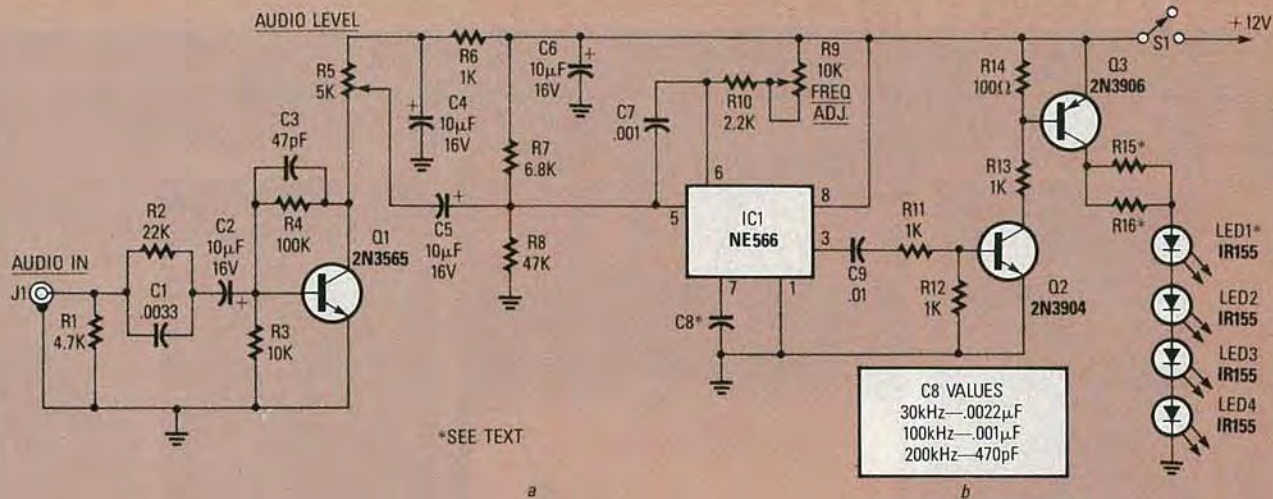 AUDIO LEVEL
+12V
S1
R5
5K
R6
1K
C6
10µF
16V
R9
10K
FREQ
ADJ.
R14
100Ω
Q3
2N3906
C4
10µF
16V
C7
.001
R10
2.2K
C3
47pF
R7
6.8K
R13
1K
R15*
R16*
R4
100K
Q1
2N3565
R2
22K
C2
10µF
16V
+
C5
10µF
16V
+
R8
47K
5
6
8
IC1
NE566
3
7
1
R11
1K
C9
.01
R12
1K
Q2
2N3904
LED1*
IR155
LED2
IR155
LED3
IR155
LED4
IR155
AUDIO IN
J1
C1
.0033
R1
4.7K
R3
10K
C8*
C8 VALUES
30kHz—.0022µF
100kHz—.001µF
200kHz—470pF
*SEE TEXT
a
b